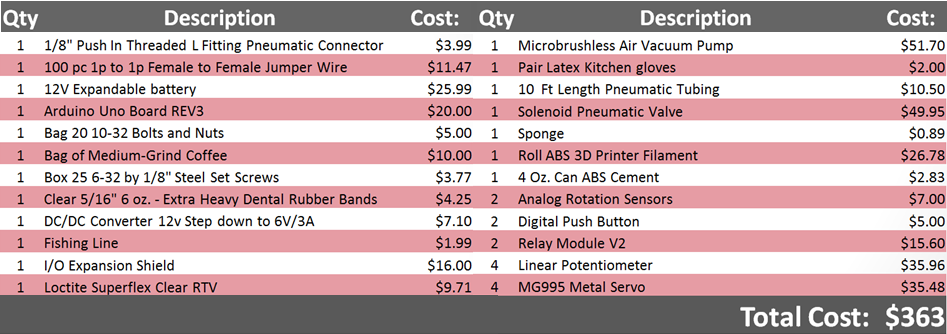 Qty Description Cost: Qty Description Cost:
1 1/8" Push In Threaded L Fitting Pneumatic Connector $3.99 1 Microbrushless Air Vacuum Pump $51.70
1 100 pc 1p to 1p Female to Female Jumper Wire $11.47 1 Pair Latex Kitchen gloves $2.00
1 12V Expandable battery $25.99 1 10 Ft Length Pneumatic Tubing $10.50
1 Arduino Uno Board REV3 $20.00 1 Solenoid Pneumatic Valve $49.95
1 Bag 20 10-32 Bolts and Nuts $5.00 1 Sponge $0.89
1 Bag of Medium-Grind Coffee $10.00 1 Roll ABS 3D Printer Filament $26.78
1 Box 25 6-32 by 1/8" Steel Set Screws $3.77 1 4 Oz. Can ABS Cement $2.83
1 Clear 5/16" 6 oz. - Extra Heavy Dental Rubber Bands $4.25 2 Analog Rotation Sensors $7.00
1 DC/DC Converter 12v Step down to 6V/3A $7.10 2 Digital Push Button $5.00
1 Fishing Line $1.99 2 Relay Module V2 $15.60
1 I/O Expansion Shield $16.00 4 Linear Potentiometer $35.96
1 Loctite Superflex Clear RTV $9.71 4 MG995 Metal Servo $35.48
Total Cost: $363